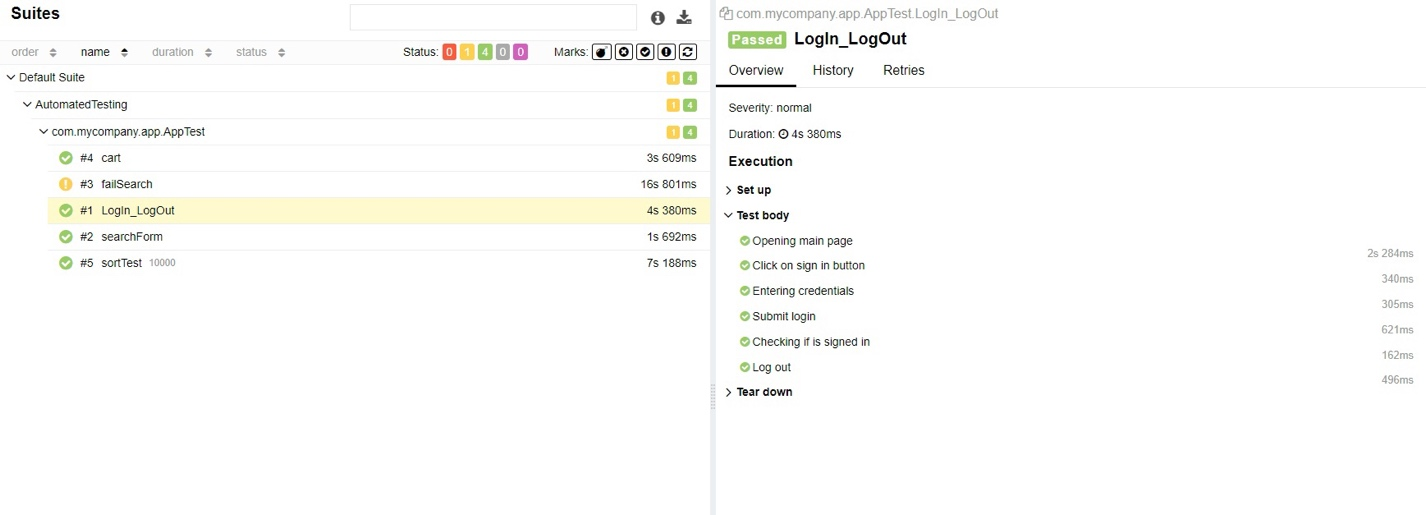 Suites
order name duration status Status: 0 1 4 0 0 Marks:
Default Suite 1 4
AutomatedTesting 1 4
com.mycompany.app.AppTest 1 4
#4 cart 3s 609ms
#3 failSearch 16s 801ms
#1 LogIn_LogOut 4s 380ms
#2 searchForm 1s 692ms
#5 sortTest 10000 7s 188ms
com.mycompany.app.AppTest.LogIn_LogOut
Passed LogIn_LogOut
Overview History Retries
Severity: normal
Duration: 4s 380ms
Execution
Set up
Test body
Opening main page 2s 284ms
Click on sign in button 340ms
Entering credentials 305ms
Submit login 621ms
Checking if is signed in 162ms
Log out 496ms
Tear down